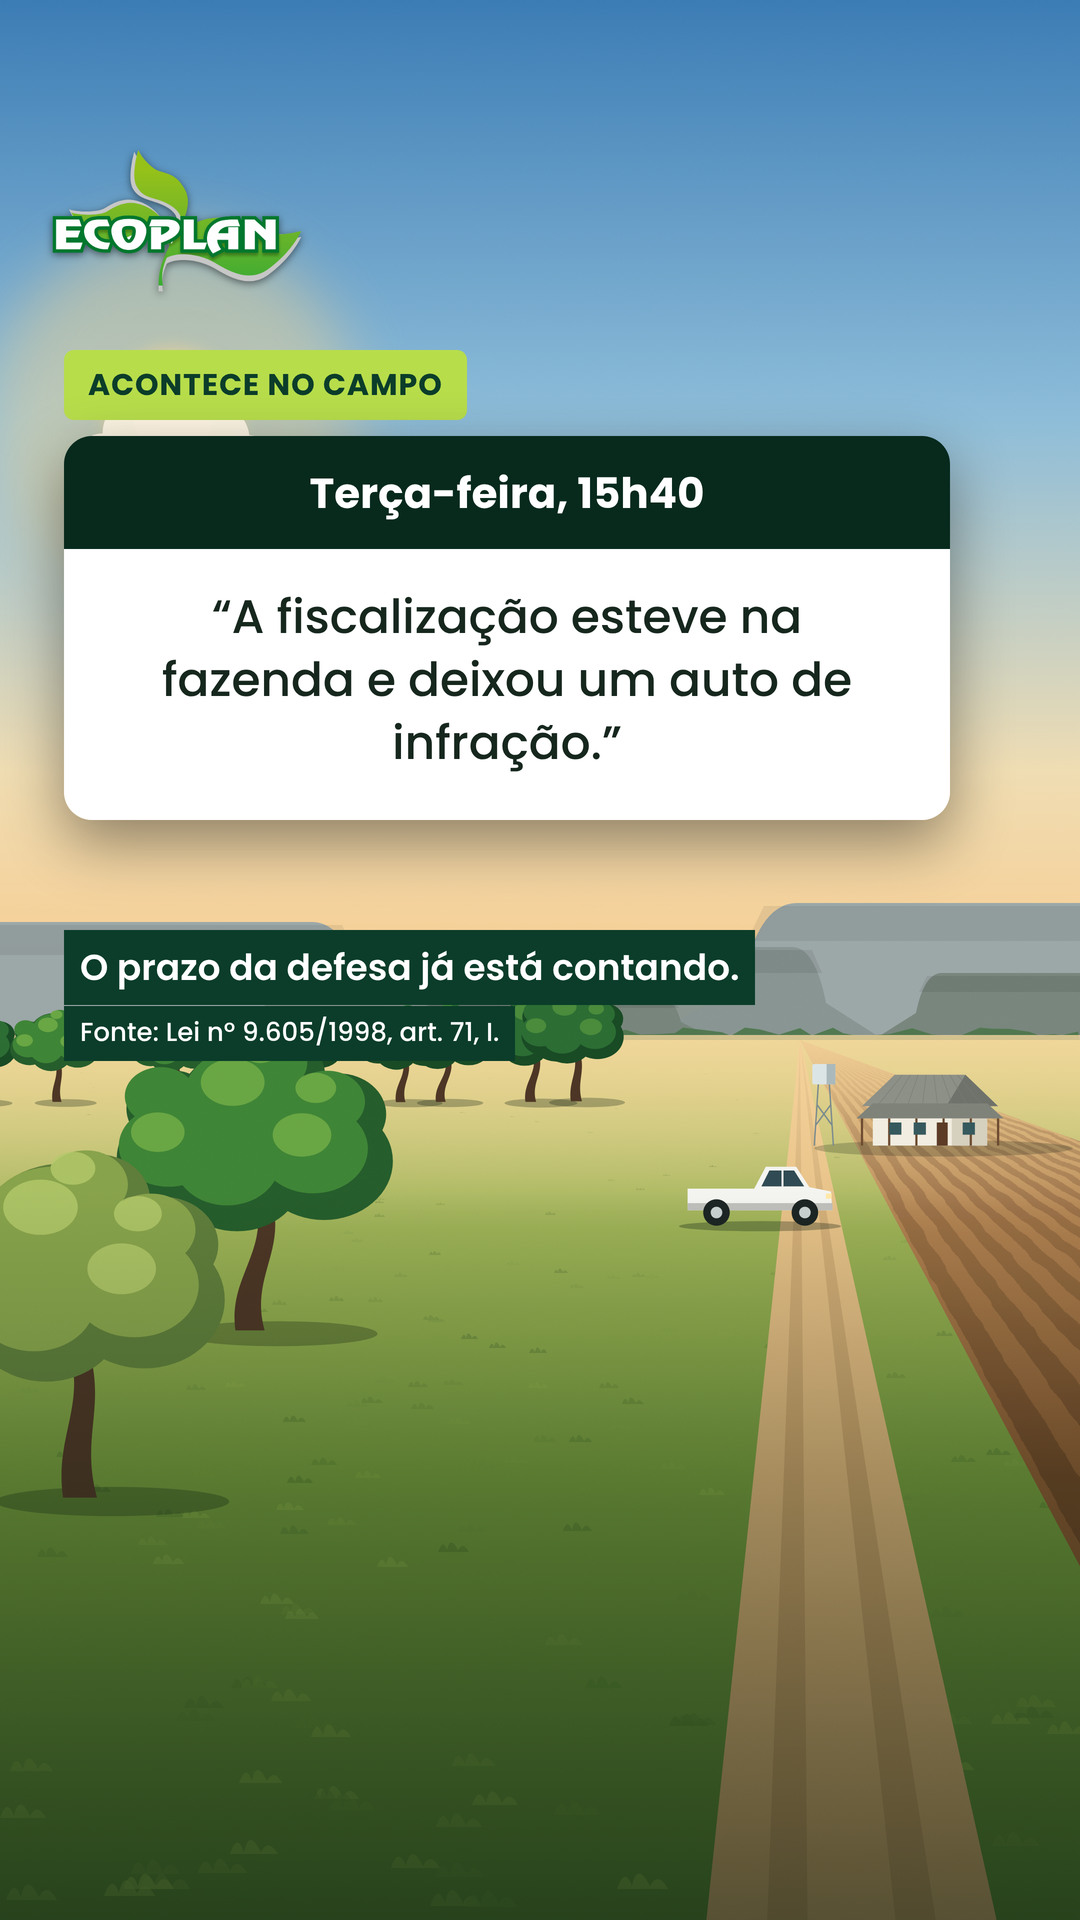 ECOPLAN
ACONTECE NO CAMPO
Terça-feira, 15h40
“A fiscalização esteve na
fazenda e deixou um auto de
infração.”
O prazo da defesa já está contando.
Fonte: Lei nº 9.605/1998, art. 71, I.